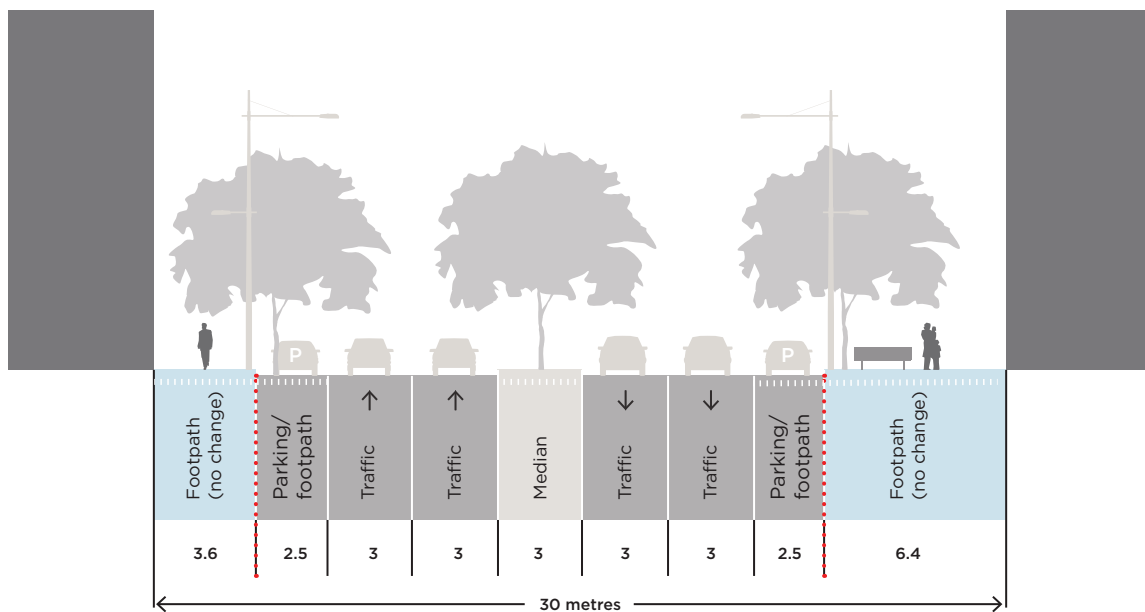 P
P
Footpath
(no change)
Parking/
footpath
Traffic
Traffic
Median
Traffic
Traffic
Parking/
footpath
Footpath
(no change)
3.6
2.5
3
3
3
3
3
2.5
6.4
30 metres